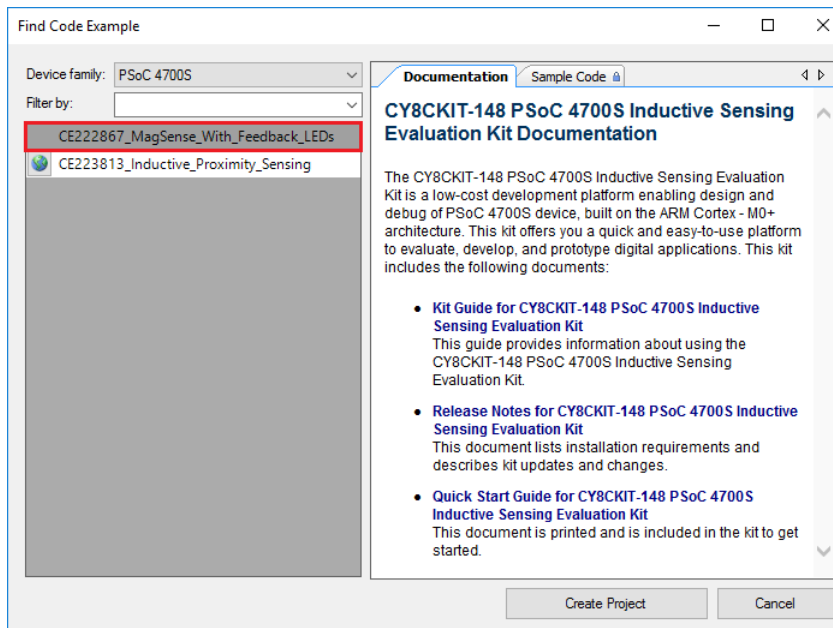 Find Code Example
Device family: PSoC 4700S
Filter by:
CE222867_MagSense_With_Feedback_LEDs
CE223813_Inductive_Proximity_Sensing
Documentation Sample Code
CY8CKIT-148 PSoC 4700S Inductive Sensing
Evaluation Kit Documentation
The CY8CKIT-148 PSoC 4700S Inductive Sensing Evaluation
Kit is a low-cost development platform enabling design and
debug of PSoC 4700S device, built on the ARM Cortex - M0+
architecture. This kit offers you a quick and easy-to-use platform
to evaluate, develop, and prototype digital applications. This kit
includes the following documents:
• Kit Guide for CY8CKIT-148 PSoC 4700S Inductive
Sensing Evaluation Kit
This guide provides information about using the
CY8CKIT-148 PSoC 4700S Inductive Sensing
Evaluation Kit.
• Release Notes for CY8CKIT-148 PSoC 4700S Inductive
Sensing Evaluation Kit
This document lists installation requirements and
describes kit updates and changes.
• Quick Start Guide for CY8CKIT-148 PSoC 4700S
Inductive Sensing Evaluation Kit
This document is printed and is included in the kit to get
started.
Create Project Cancel